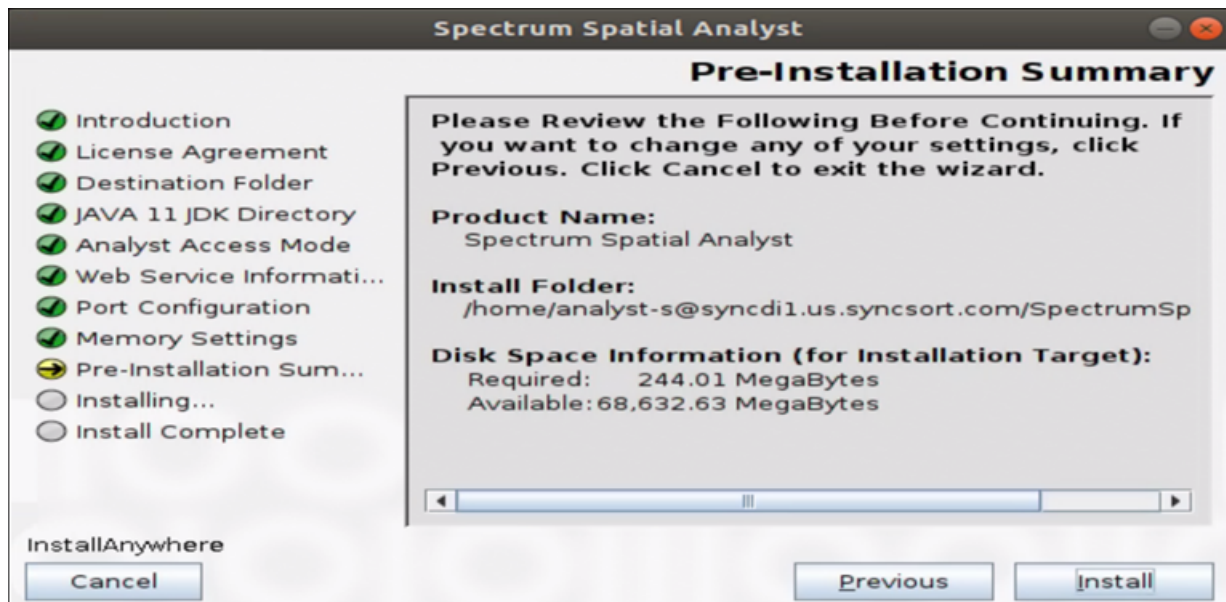 Spectrum Spatial Analyst
Pre-Installation Summary
Introduction
License Agreement
Destination Folder
JAVA 11 JDK Directory
Analyst Access Mode
Web Service Informati...
Port Configuration
Memory Settings
Pre-Installation Sum...
Installing...
Install Complete
Please Review the Following Before Continuing. If
you want to change any of your settings, click
Previous. Click Cancel to exit the wizard.
Product Name:
Spectrum Spatial Analyst
Install Folder:
/home/analyst-s@syncdi1.us.syncsort.com/SpectrumSp
Disk Space Information (for Installation Target):
Required: 244.01 MegaBytes
Available: 68,632.63 MegaBytes
InstallAnywhere
Cancel
Previous
Install